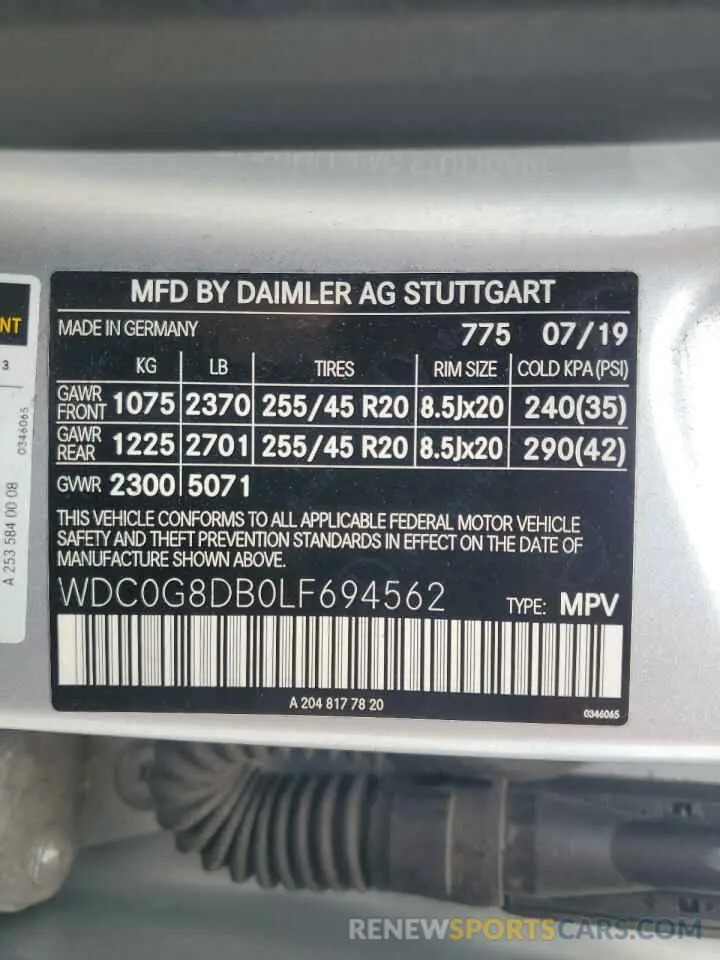 MFD BY DAIMLER AG STUTTGART
MADE IN GERMANY 775 07/19
KG LB TIRES RIM SIZE COLD KPA (PSI)
GAWR FRONT 1075 2370 255/45 R20 8.5Jx20 240(35)
GAWR REAR 1225 2701 255/45 R20 8.5Jx20 290(42)
GVWR 2300 5071
THIS VEHICLE CONFORMS TO ALL APPLICABLE FEDERAL MOTOR VEHICLE
SAFETY AND THEFT PREVENTION STANDARDS IN EFFECT ON THE DATE OF
MANUFACTURE SHOWN ABOVE.
WDC0G8DB0LF694562 TYPE: MPV
A 204 817 78 20
0346065
NT
3
0346065
A 253 584 00 08
RENEWSPORTSCARS.COM